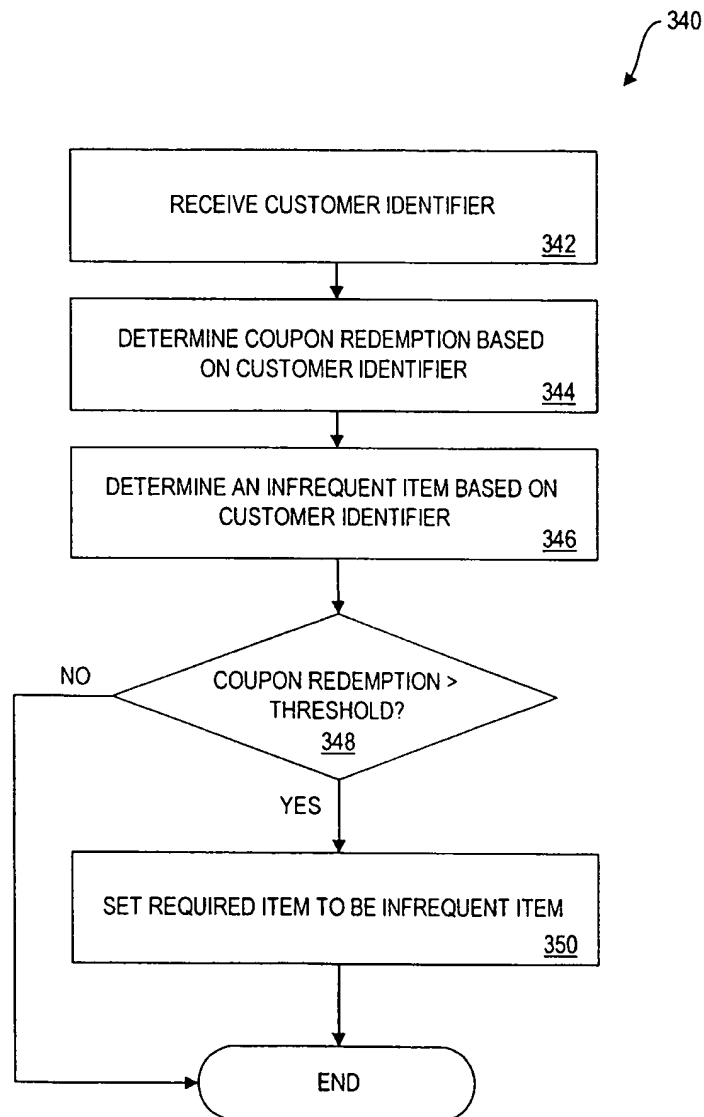 340
RECEIVE CUSTOMER IDENTIFIER
342
DETERMINE COUPON REDEMPTION BASED
ON CUSTOMER IDENTIFIER
344
DETERMINE AN INFREQUENT ITEM BASED ON
CUSTOMER IDENTIFIER
346
NO
COUPON REDEMPTION >
THRESHOLD?
348
YES
SET REQUIRED ITEM TO BE INFREQUENT ITEM
350
END